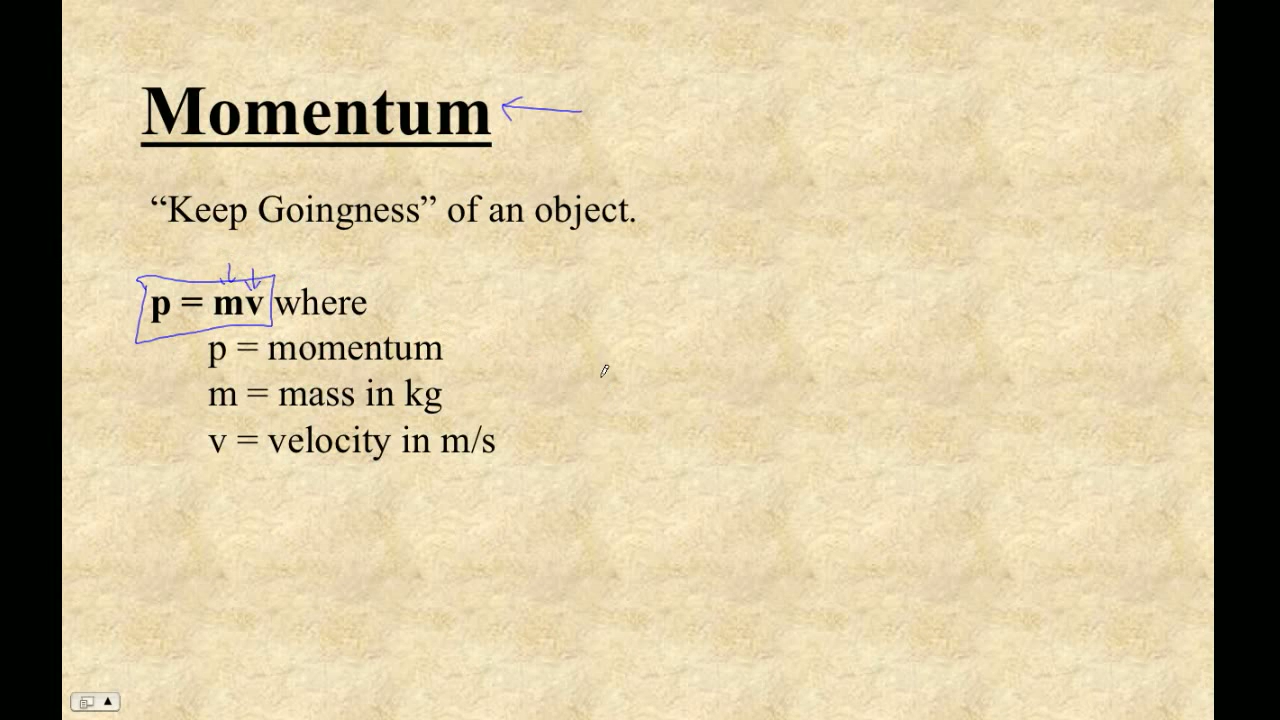 Momentum
“Keep Goingness” of an object.
p = mv where
p = momentum
m = mass in kg
v = velocity in m/s